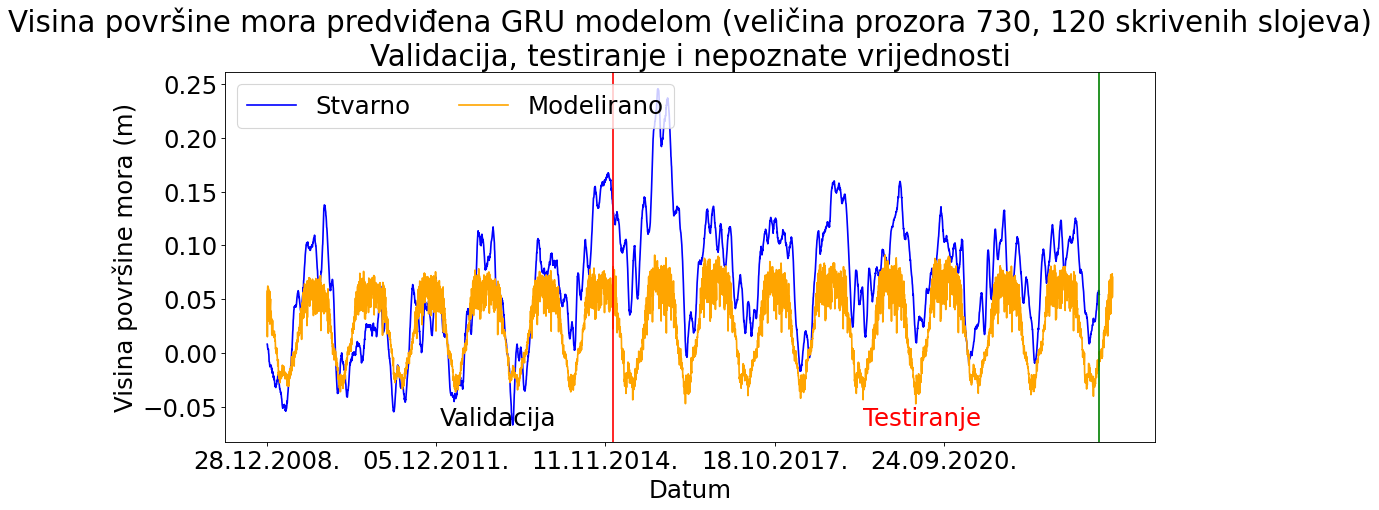 Visina površine mora predviđena GRU modelom (veličina prozora 730, 120 skrivenih slojeva)
Validacija, testiranje i nepoznate vrijednosti
Stvarno
Modelirano
Visina površine mora (m)
0.25
0.20
0.15
0.10
0.05
0.00
−0.05
Validacija
Testiranje
28.12.2008.
05.12.2011.
11.11.2014.
18.10.2017.
24.09.2020.
Datum